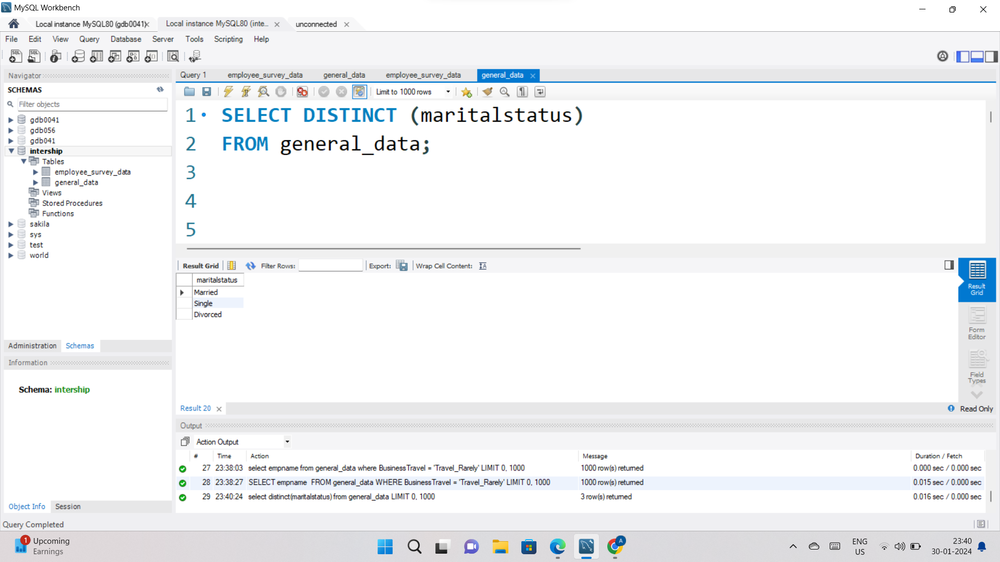 MySQL Workbench
Local instance MySQL80 (gdb0041)
Local instance MySQL80 (inte...
unconnected
File Edit View Query Database Server Tools Scripting Help
Navigator
SCHEMAS
Filter objects
gdb0041
gdb056
gdb041
intership
Tables
employee_survey_data
general_data
Views
Stored Procedures
Functions
sakila
sys
test
world
Administration Schemas
Information
Schema: intership
Object Info Session
Query 1 employee_survey_data general_data employee_survey_data general_data
Limit to 1000 rows
1 SELECT DISTINCT (maritalstatus)
2 FROM general_data;
3
4
5
Result Grid Filter Rows: Export: Wrap Cell Content:
maritalstatus
Married
Single
Divorced
Result
Grid
Form
Editor
Field
Types
Result 20
Read Only
Output
Action Output
# Time Action Message Duration / Fetch
27 23:38:03 select empname from general_data where BusinessTravel = 'Travel_Rarely' LIMIT 0, 1000 1000 row(s) returned 0.000 sec / 0.000 sec
28 23:38:27 SELECT empname  FROM general_data WHERE BusinessTravel = 'Travel_Rarely' LIMIT 0, 1000 1000 row(s) returned 0.015 sec / 0.000 sec
29 23:40:24 select distinct(maritalstatus) from general_data LIMIT 0, 1000 3 row(s) returned 0.016 sec / 0.000 sec
Query Completed
1
Upcoming
Earnings
A
ENG
US
23:40
30-01-2024